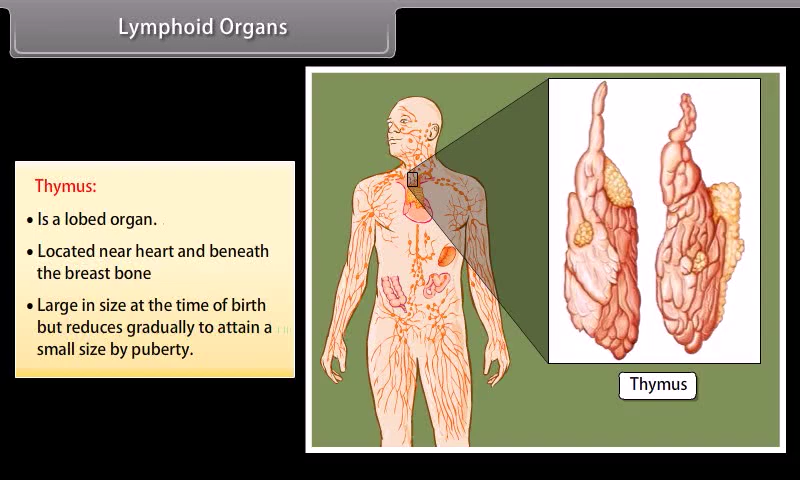 Lymphoid Organs
Thymus:
• Is a lobed organ.
• Located near heart and beneath
the breast bone
• Large in size at the time of birth
but reduces gradually to attain a
small size by puberty.
Thymus